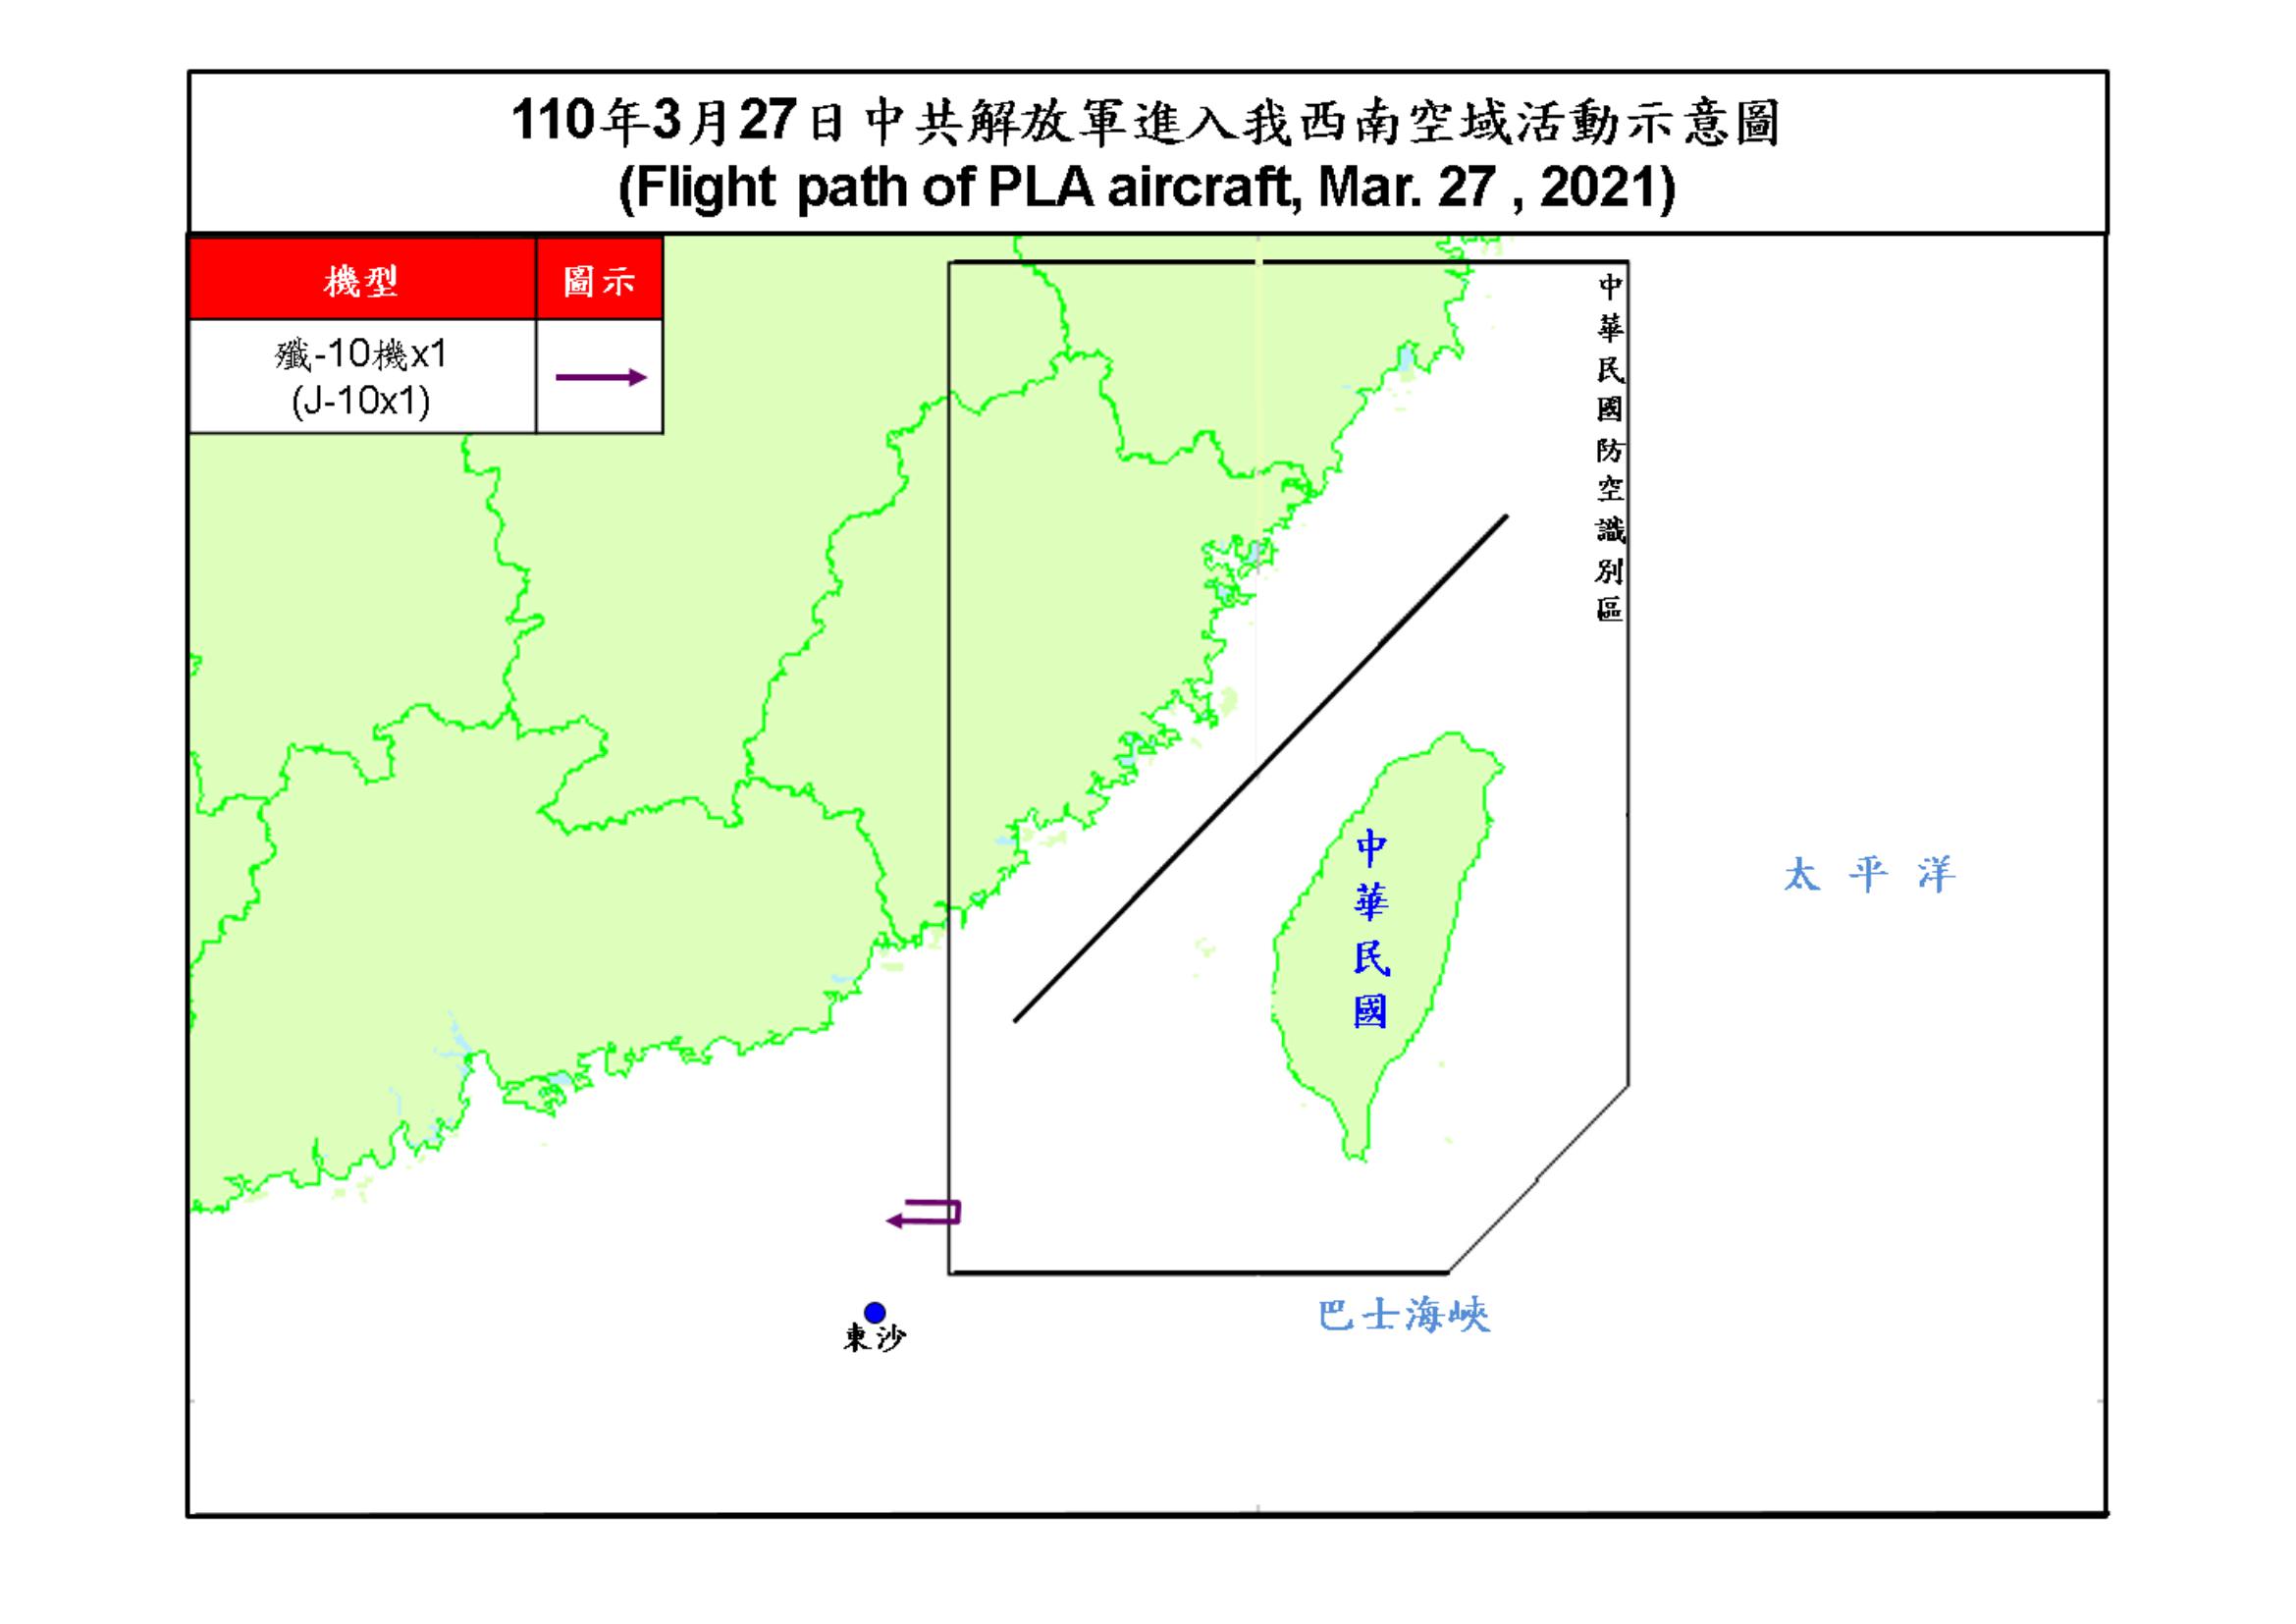 110年3月27日中共解放軍進入我西南空域活動示意圖
(Flight path of PLA aircraft, Mar. 27 , 2021)
機型
圖示
殲-10機x1
(J-10x1)
中華民國防空識別區
中華民國
太平洋
巴士海峽
東沙